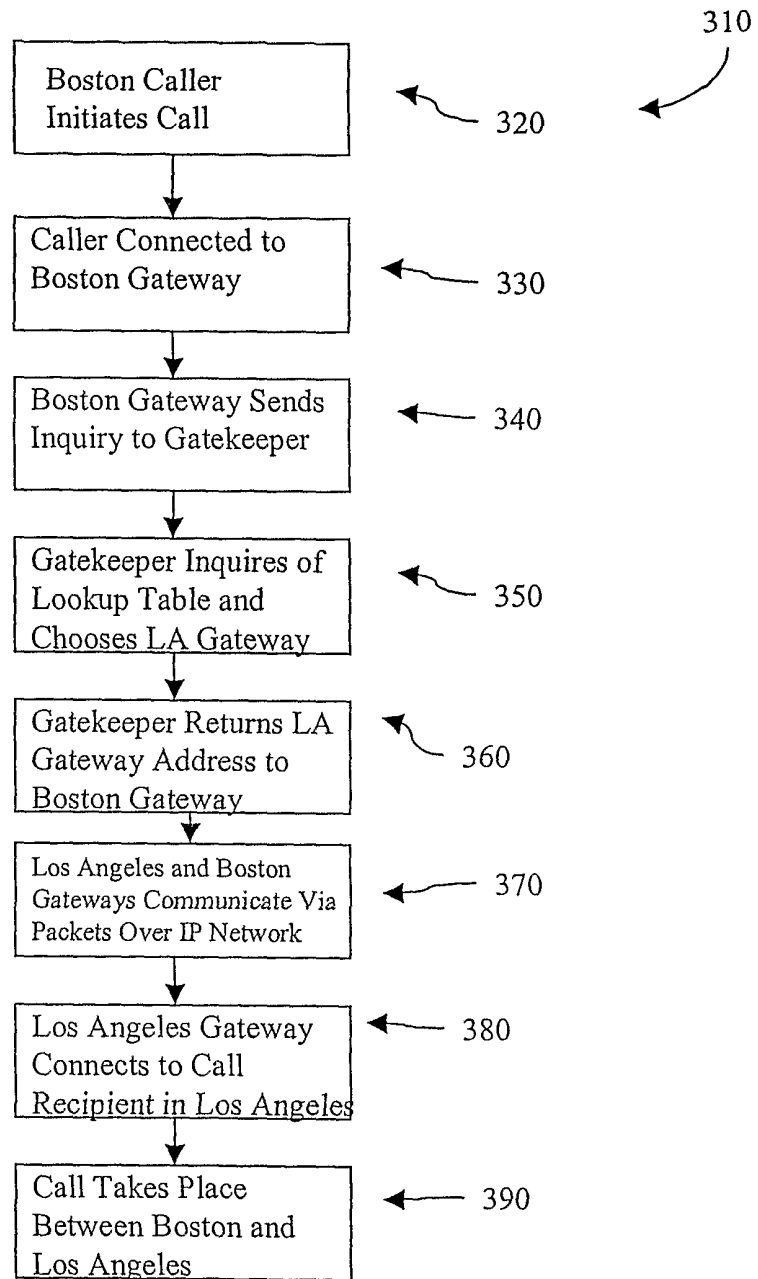 310
Boston Caller
Initiates Call
320
Caller Connected to
Boston Gateway
330
Boston Gateway Sends
Inquiry to Gatekeeper
340
Gatekeeper Inquires of
Lookup Table and
Chooses LA Gateway
350
Gatekeeper Returns LA
Gateway Address to
Boston Gateway
360
Los Angeles and Boston
Gateways Communicate Via
Packets Over IP Network
370
Los Angeles Gateway
Connects to Call
Recipient in Los Angeles
380
Call Takes Place
Between Boston and
Los Angeles
390